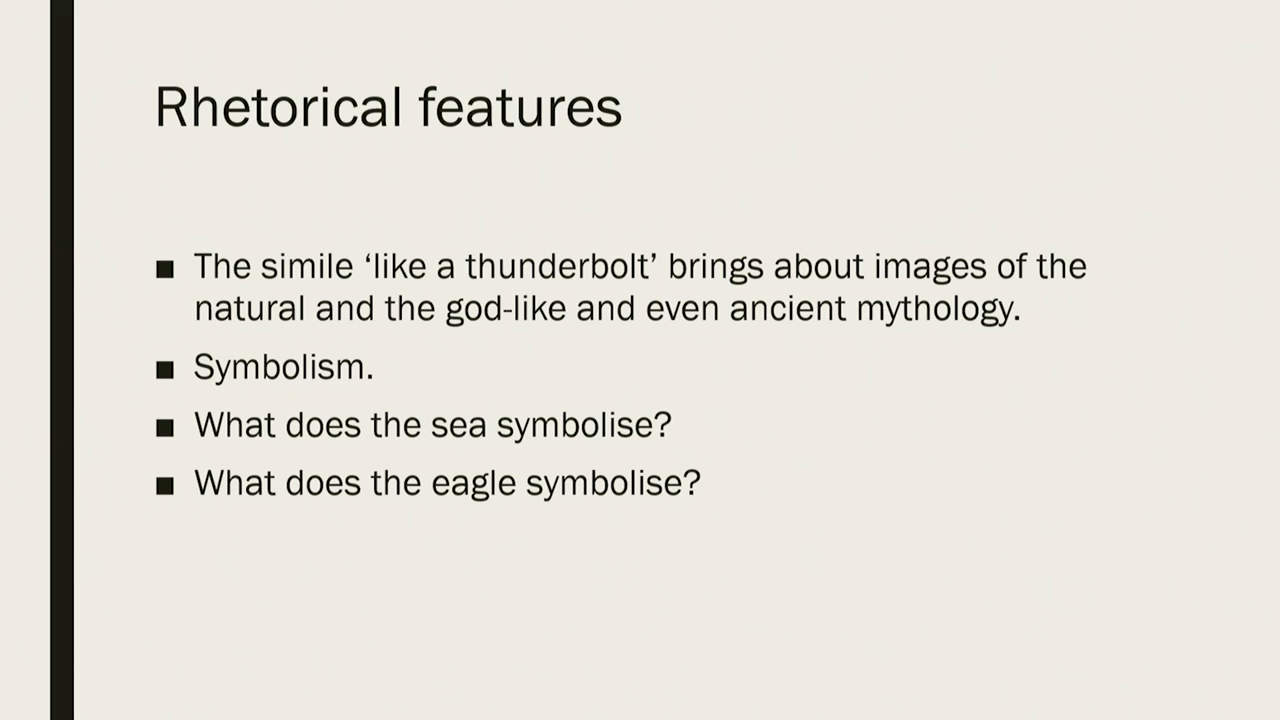 Rhetorical features
■ The simile ‘like a thunderbolt’ brings about images of the
natural and the god-like and even ancient mythology.
■ Symbolism.
■ What does the sea symbolise?
■ What does the eagle symbolise?